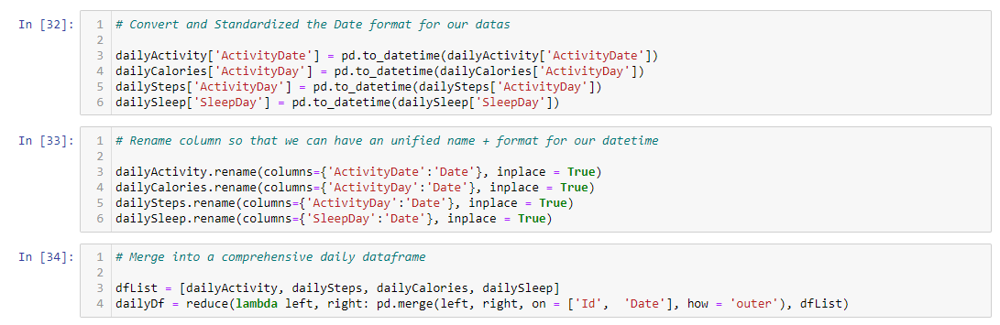 In [32]:
1 # Convert and Standardized the Date format for our datas
2
3 dailyActivity['ActivityDate'] = pd.to_datetime(dailyActivity['ActivityDate'])
4 dailyCalories['ActivityDay'] = pd.to_datetime(dailyCalories['ActivityDay'])
5 dailySteps['ActivityDay'] = pd.to_datetime(dailySteps['ActivityDay'])
6 dailySleep['SleepDay'] = pd.to_datetime(dailySleep['SleepDay'])
In [33]:
1 # Rename column so that we can have an unified name + format for our datetime
2
3 dailyActivity.rename(columns={'ActivityDate':'Date'}, inplace = True)
4 dailyCalories.rename(columns={'ActivityDay':'Date'}, inplace = True)
5 dailySteps.rename(columns={'ActivityDay':'Date'}, inplace = True)
6 dailySleep.rename(columns={'SleepDay':'Date'}, inplace = True)
In [34]:
1 # Merge into a comprehensive daily dataframe
2
3 dfList = [dailyActivity, dailySteps, dailyCalories, dailySleep]
4 dailyDf = reduce(lambda left, right: pd.merge(left, right, on = ['Id',  'Date'], how = 'outer'), dfList)